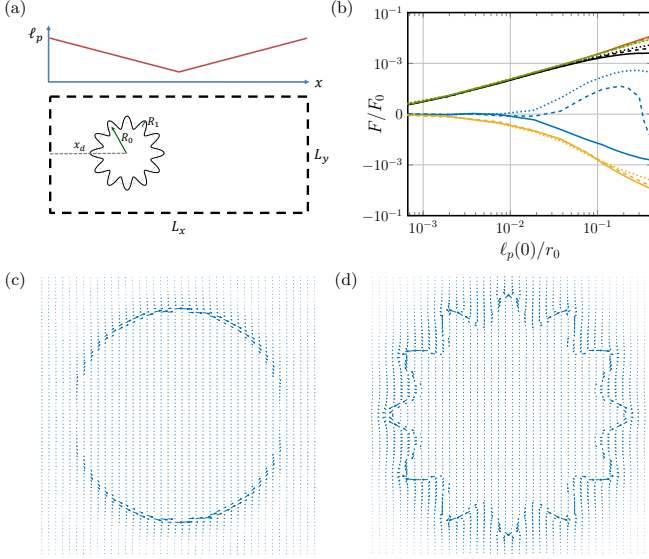 (a)
ℓ_p
x
x_d
R_0
R_1
L_y
L_x
(b)
F/F_0
10^{-1}
10^{-3}
0
−10^{-3}
−10^{-1}
10^{-3} 10^{-2} 10^{-1}
ℓ_p(0)/r_0
(c)
(d)